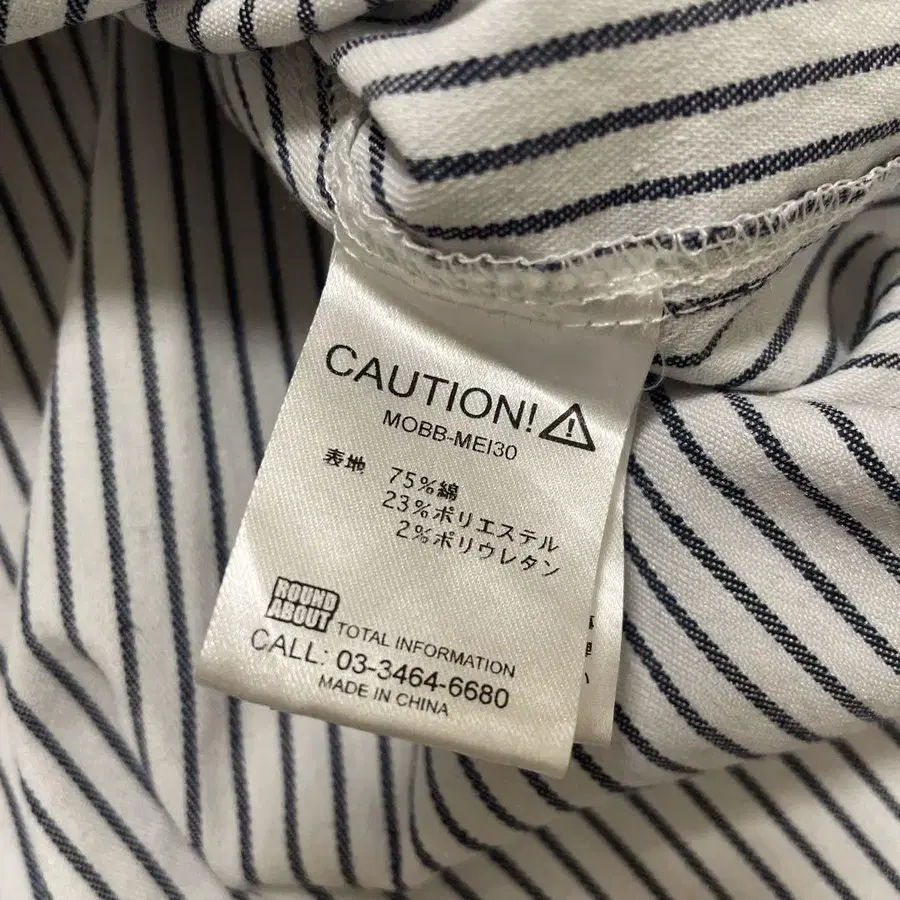 CAUTION!
MOBB-MEI30
表地 75%綿
23%ポリエステル
2%ポリウレタン
ROUND
ABOUT
TOTAL INFORMATION
CALL: 03-3464-6680
MADE IN CHINA